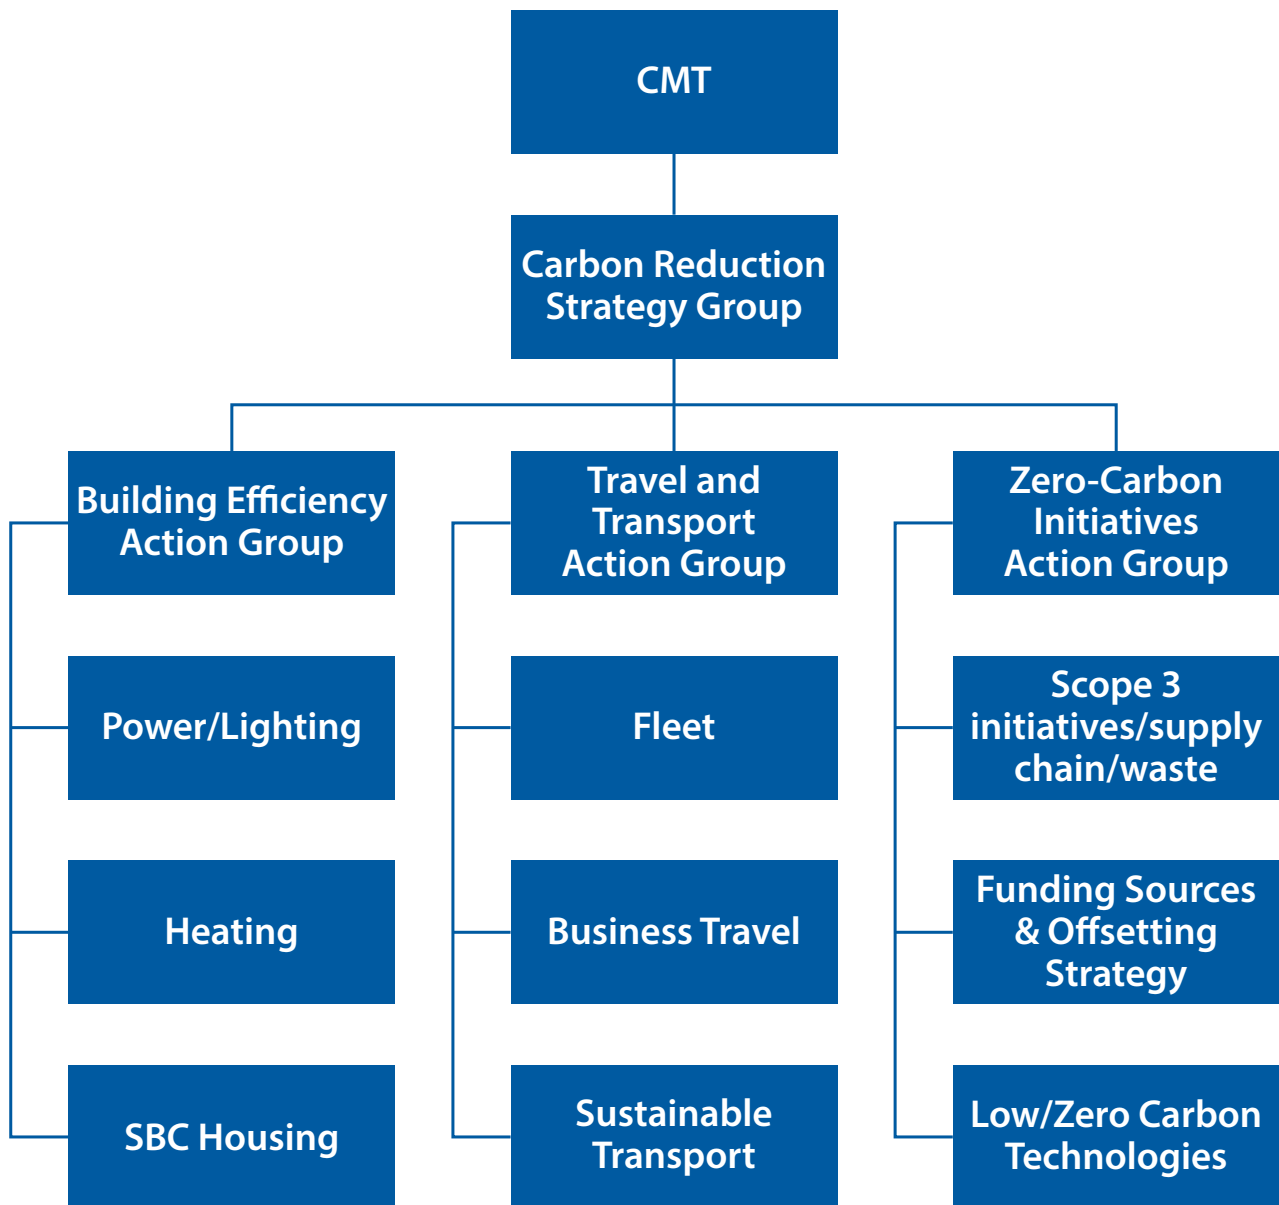 CMT
Carbon Reduction
Strategy Group
Building Efficiency
Action Group
Power/Lighting
Heating
SBC Housing
Travel and
Transport
Action Group
Fleet
Business Travel
Sustainable
Transport
Zero-Carbon
Initiatives
Action Group
Scope 3
initiatives/supply
chain/waste
Funding Sources
& Offsetting
Strategy
Low/Zero Carbon
Technologies